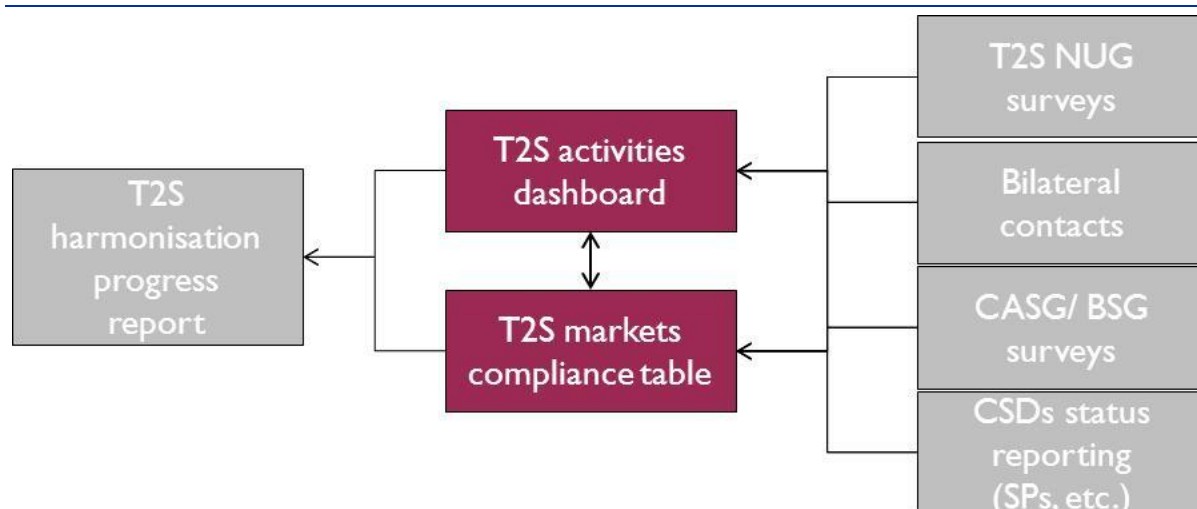 T2S
harmonisation
progress
report
T2S activities
dashboard
T2S markets
compliance table
T2S NUG
surveys
Bilateral
contacts
CASG/ BSG
surveys
CSDs status
reporting
(SPs, etc.)